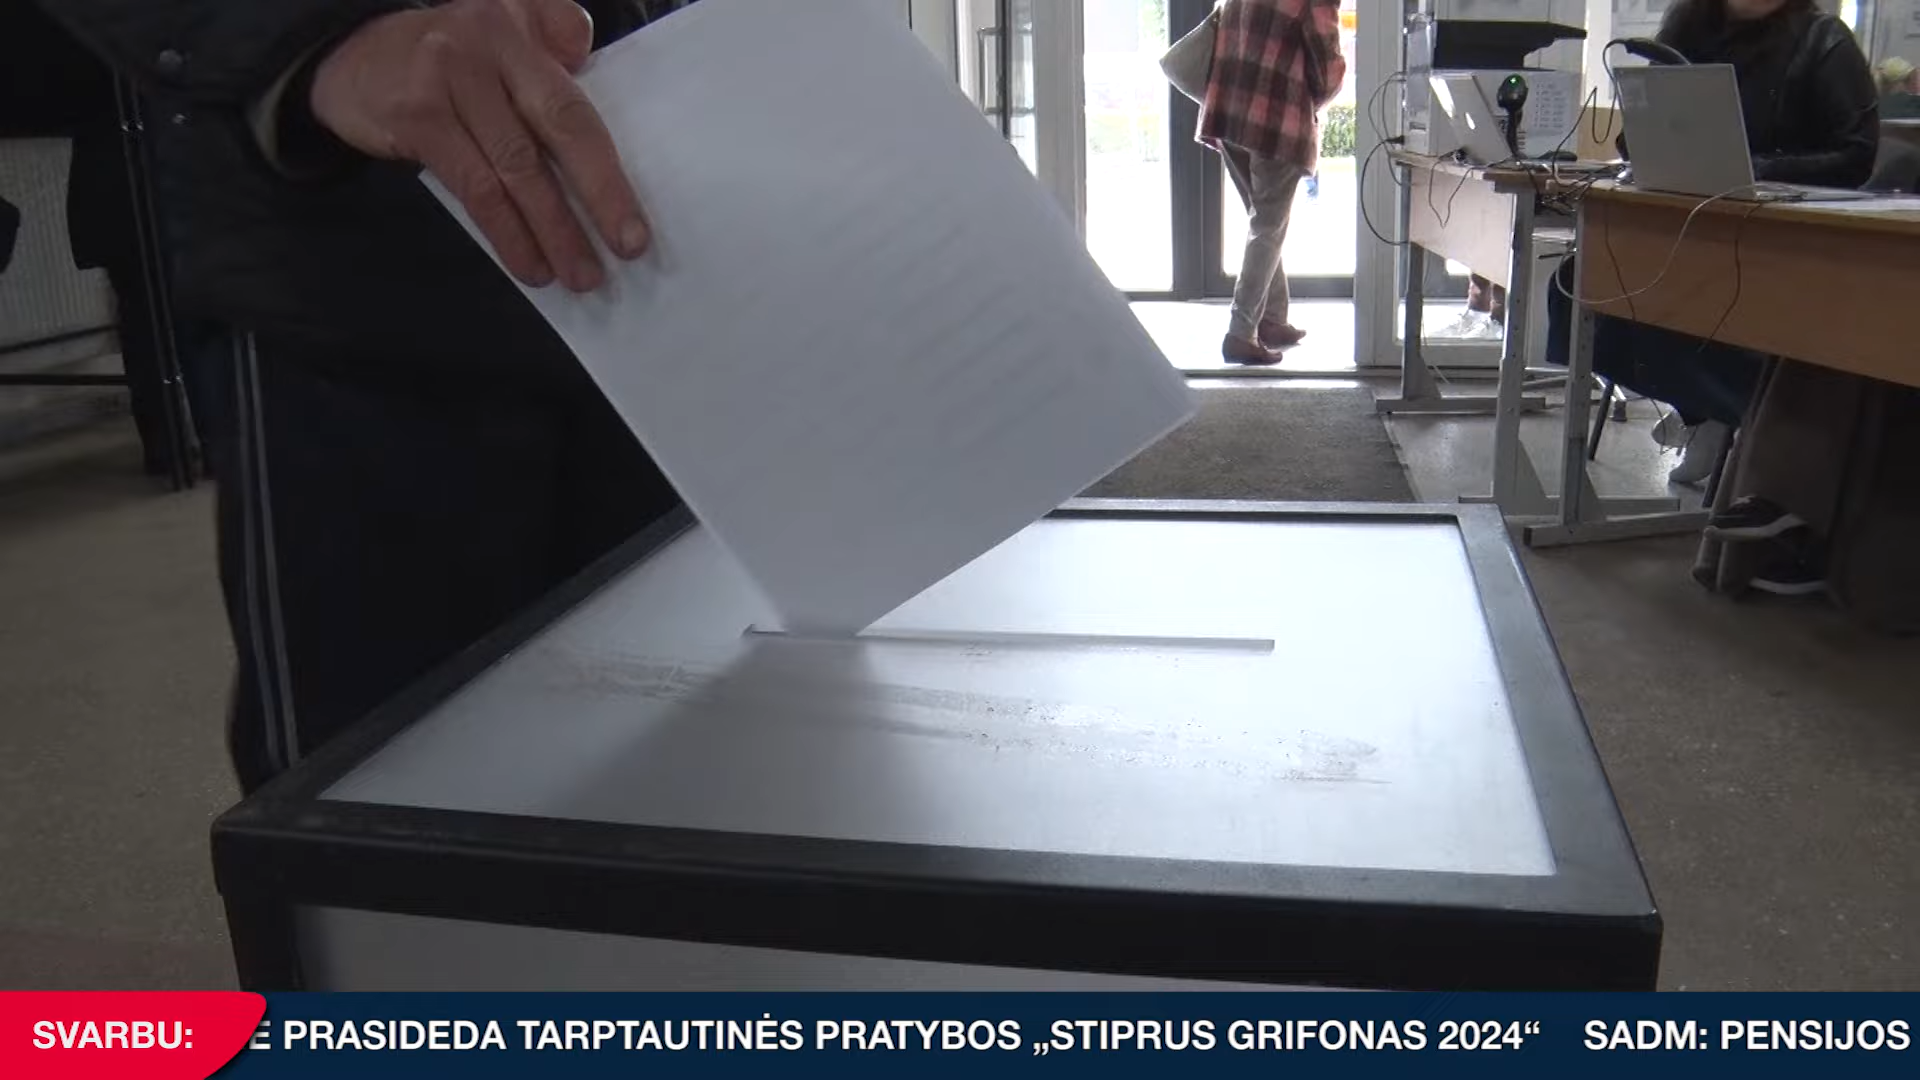 SVARBU: E PRASIDEDA TARPTAUTINĖS PRATYBOS „STIPRUS GRIFONAS 2024“ SADM: PENSIJOS